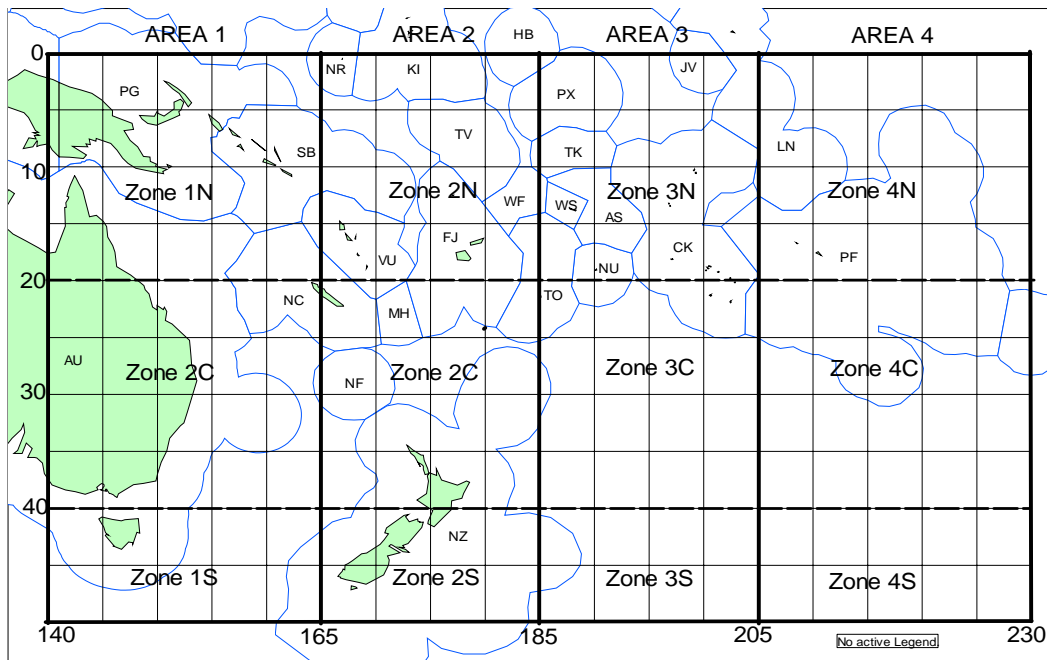 AREA 1 AREA 2 AREA 3 AREA 4
HB
0
NR KI JV
PG PX
TV
SB TK LN
10
Zone 1N Zone 2N Zone 3N Zone 4N
WF WS AS
FJ CK
VU NU PF
20
NC MH TO
AU Zone 2C NF Zone 2C Zone 3C Zone 4C
30
40
NZ
Zone 1S Zone 2S Zone 3S Zone 4S
140 165 185 205 230
No active Legend.